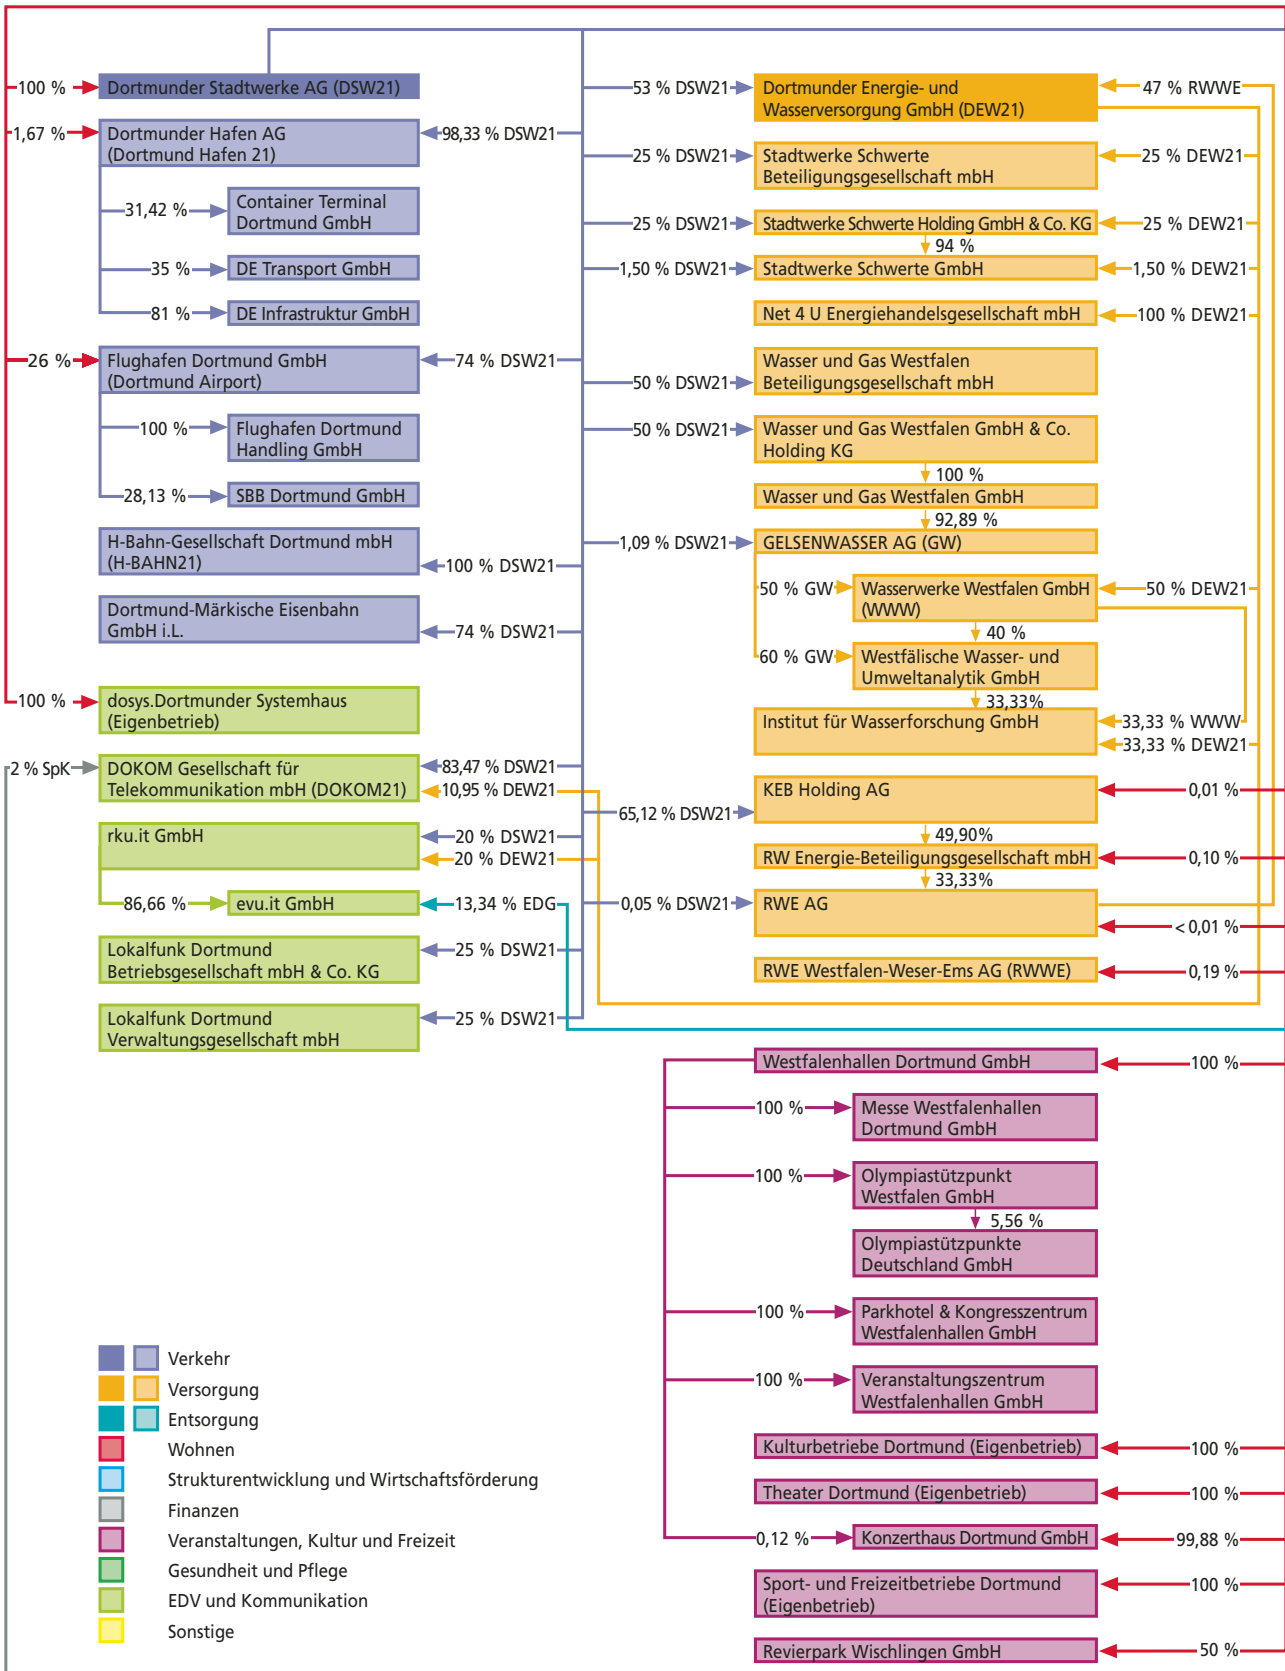 100 %
Dortmunder Stadtwerke AG (DSW21)
1,67 %
Dortmunder Hafen AG
(Dortmund Hafen 21)
98,33 % DSW21
31,42 %
Container Terminal
Dortmund GmbH
35 %
DE Transport GmbH
81 %
DE Infrastruktur GmbH
26 %
Flughafen Dortmund GmbH
(Dortmund Airport)
74 % DSW21
100 %
Flughafen Dortmund
Handling GmbH
28,13 %
SBB Dortmund GmbH
H-Bahn-Gesellschaft Dortmund mbH
(H-BAHN21)
100 % DSW21
Dortmund-Märkische Eisenbahn
GmbH i.L.
74 % DSW21
100 %
dosys.Dortmunder Systemhaus
(Eigenbetrieb)
2 % SpK
DOKOM Gesellschaft für
Telekommunikation mbH (DOKOM21)
83,47 % DSW21
10,95 % DEW21
rku.it GmbH
20 % DSW21
20 % DEW21
86,66 %
evu.it GmbH
13,34 % EDG
Lokalfunk Dortmund
Betriebsgesellschaft mbH & Co. KG
25 % DSW21
Lokalfunk Dortmund
Verwaltungsgesellschaft mbH
25 % DSW21
53 % DSW21
Dortmunder Energie- und
Wasserversorgung GmbH (DEW21)
47 % RWWE
25 % DSW21
Stadtwerke Schwerte
Beteiligungsgesellschaft mbH
25 % DEW21
25 % DSW21
Stadtwerke Schwerte Holding GmbH & Co. KG
25 % DEW21
94 %
1,50 % DSW21
Stadtwerke Schwerte GmbH
1,50 % DEW21
Net 4 U Energiehandelsgesellschaft mbH
100 % DEW21
50 % DSW21
Wasser und Gas Westfalen
Beteiligungsgesellschaft mbH
50 % DSW21
Wasser und Gas Westfalen GmbH & Co.
Holding KG
100 %
Wasser und Gas Westfalen GmbH
92,89 %
1,09 % DSW21
GELSENWASSER AG (GW)
50 % GW
Wasserwerke Westfalen GmbH
(WWW)
50 % DEW21
40 %
60 % GW
Westfälische Wasser- und
Umweltanalytik GmbH
33,33%
Institut für Wasserforschung GmbH
33,33 % WWW
33,33 % DEW21
65,12 % DSW21
KEB Holding AG
0,01 %
49,90%
RW Energie-Beteiligungsgesellschaft mbH
0,10 %
33,33%
0,05 % DSW21
RWE AG
< 0,01 %
RWE Westfalen-Weser-Ems AG (RWWE)
0,19 %
Westfalenhallen Dortmund GmbH
100 %
100 %
Messe Westfalenhallen
Dortmund GmbH
100 %
Olympiastützpunkt
Westfalen GmbH
5,56 %
Olympiastützpunkte
Deutschland GmbH
100 %
Parkhotel & Kongresszentrum
Westfalenhallen GmbH
100 %
Veranstaltungszentrum
Westfalenhallen GmbH
Kulturbetriebe Dortmund (Eigenbetrieb)
100 %
Theater Dortmund (Eigenbetrieb)
100 %
0,12 %
Konzerthaus Dortmund GmbH
99,88 %
Sport- und Freizeitbetriebe Dortmund
(Eigenbetrieb)
100 %
Revierpark Wischlingen GmbH
50 %
Verkehr
Versorgung
Entsorgung
Wohnen
Strukturentwicklung und Wirtschaftsförderung
Finanzen
Veranstaltungen, Kultur und Freizeit
Gesundheit und Pflege
EDV und Kommunikation
Sonstige